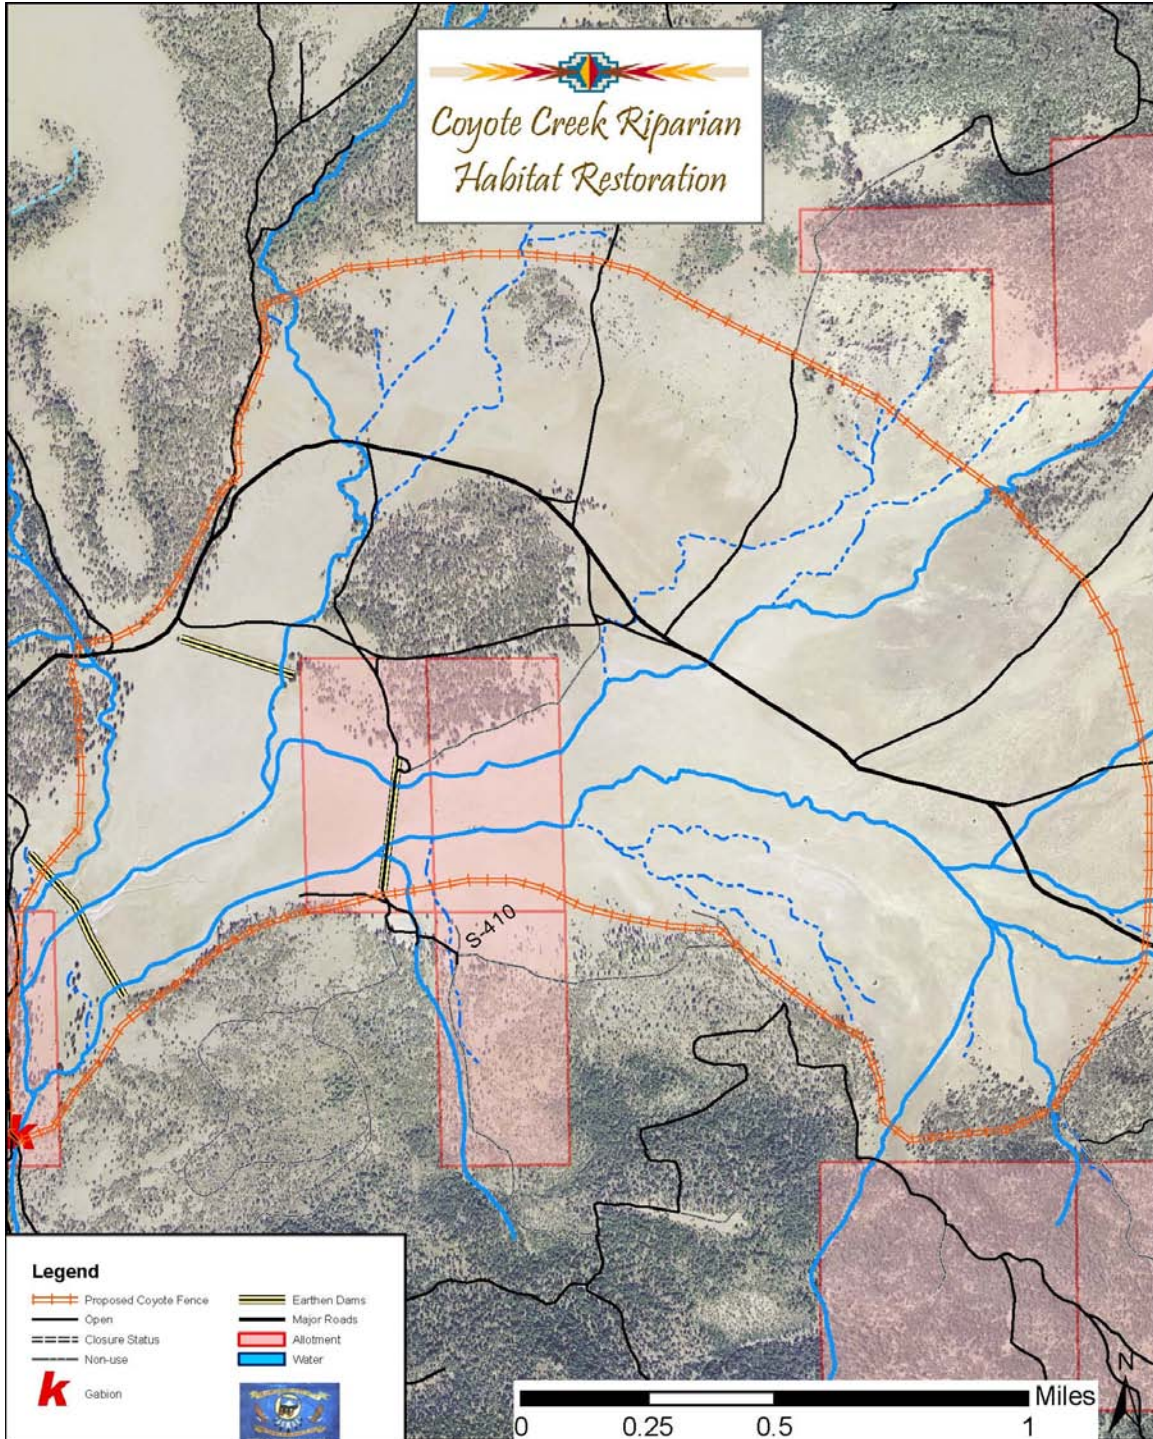 Coyote Creek Riparian
Habitat Restoration
S-410
Legend
Proposed Coyote Fence
Open
Closure Status
Non-use
k Gabion
Earthen Dams
Major Roads
Allotment
Water
N
Miles
0 0.25 0.5 1